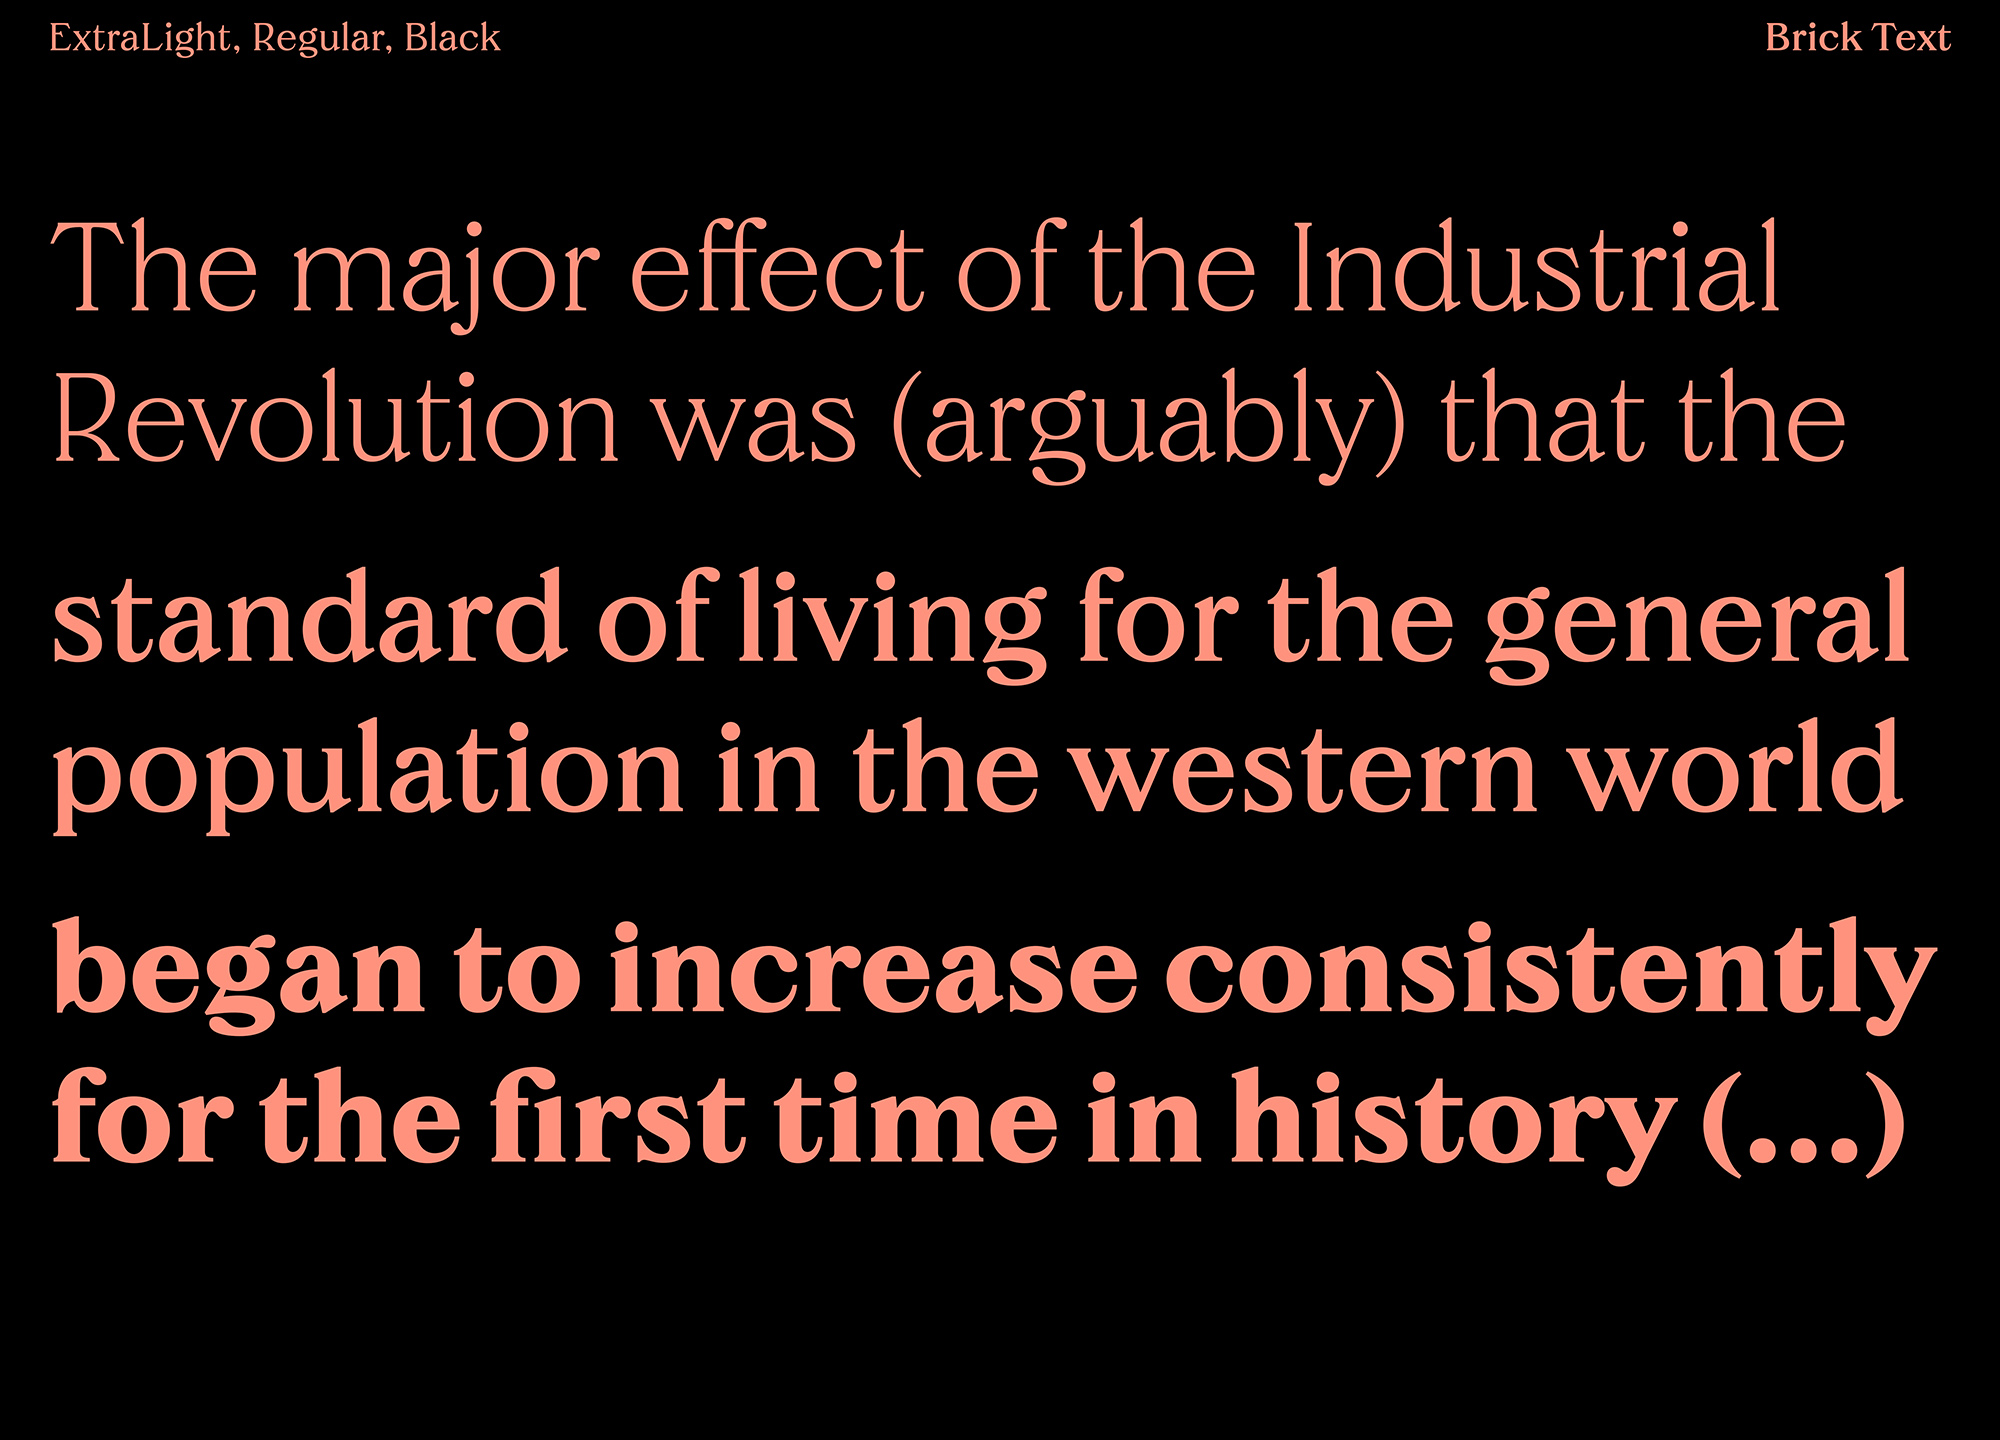 ExtraLight, Regular, Black
Brick Text
The major effect of the Industrial
Revolution was (arguably) that the
standard of living for the general
population in the western world
began to increase consistently
for the first time in history (...)